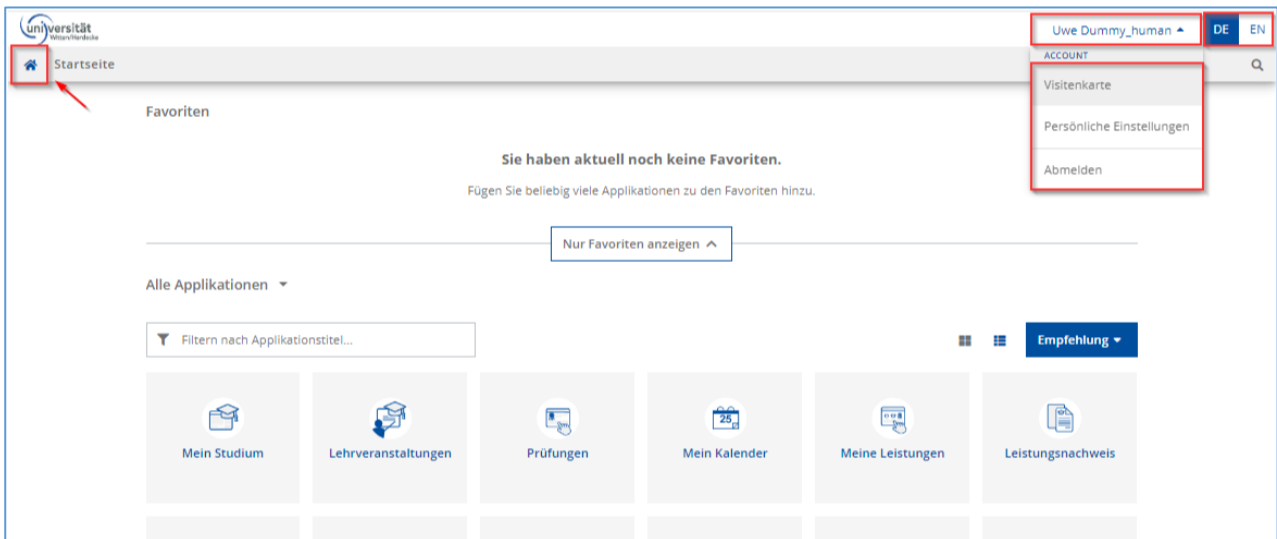 universität
Witten/Herdecke
Uwe Dummy_human
DE EN
Startseite
ACCOUNT
Visitenkarte
Persönliche Einstellungen
Abmelden
Favoriten
Sie haben aktuell noch keine Favoriten.
Fügen Sie beliebig viele Applikationen zu den Favoriten hinzu.
Nur Favoriten anzeigen
Alle Applikationen
Filtern nach Applikationstitel...
Empfehlung
25
Mein Studium
Lehrveranstaltungen
Prüfungen
Mein Kalender
Meine Leistungen
Leistungsnachweis